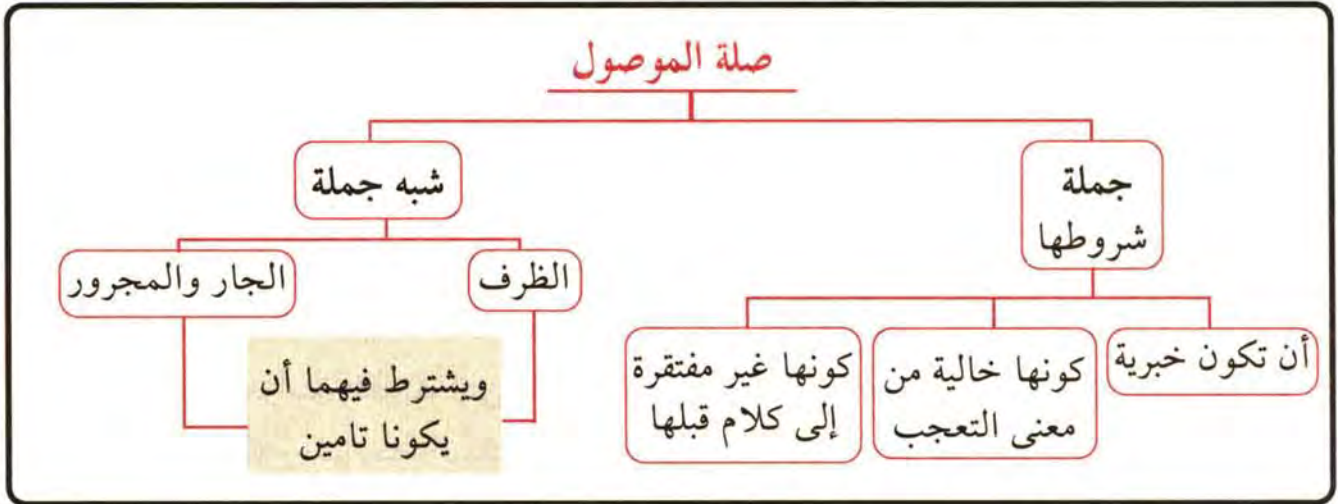 صلة الموصول
جملة
شروطها
أن تكون خبرية
كونها خالية من
معنى التعجب
كونها غير مفتقرة
إلى كلام قبلها
شبه جملة
الظرف
الجار والمجرور
ويشترط فيهما أن
يكونا تامين